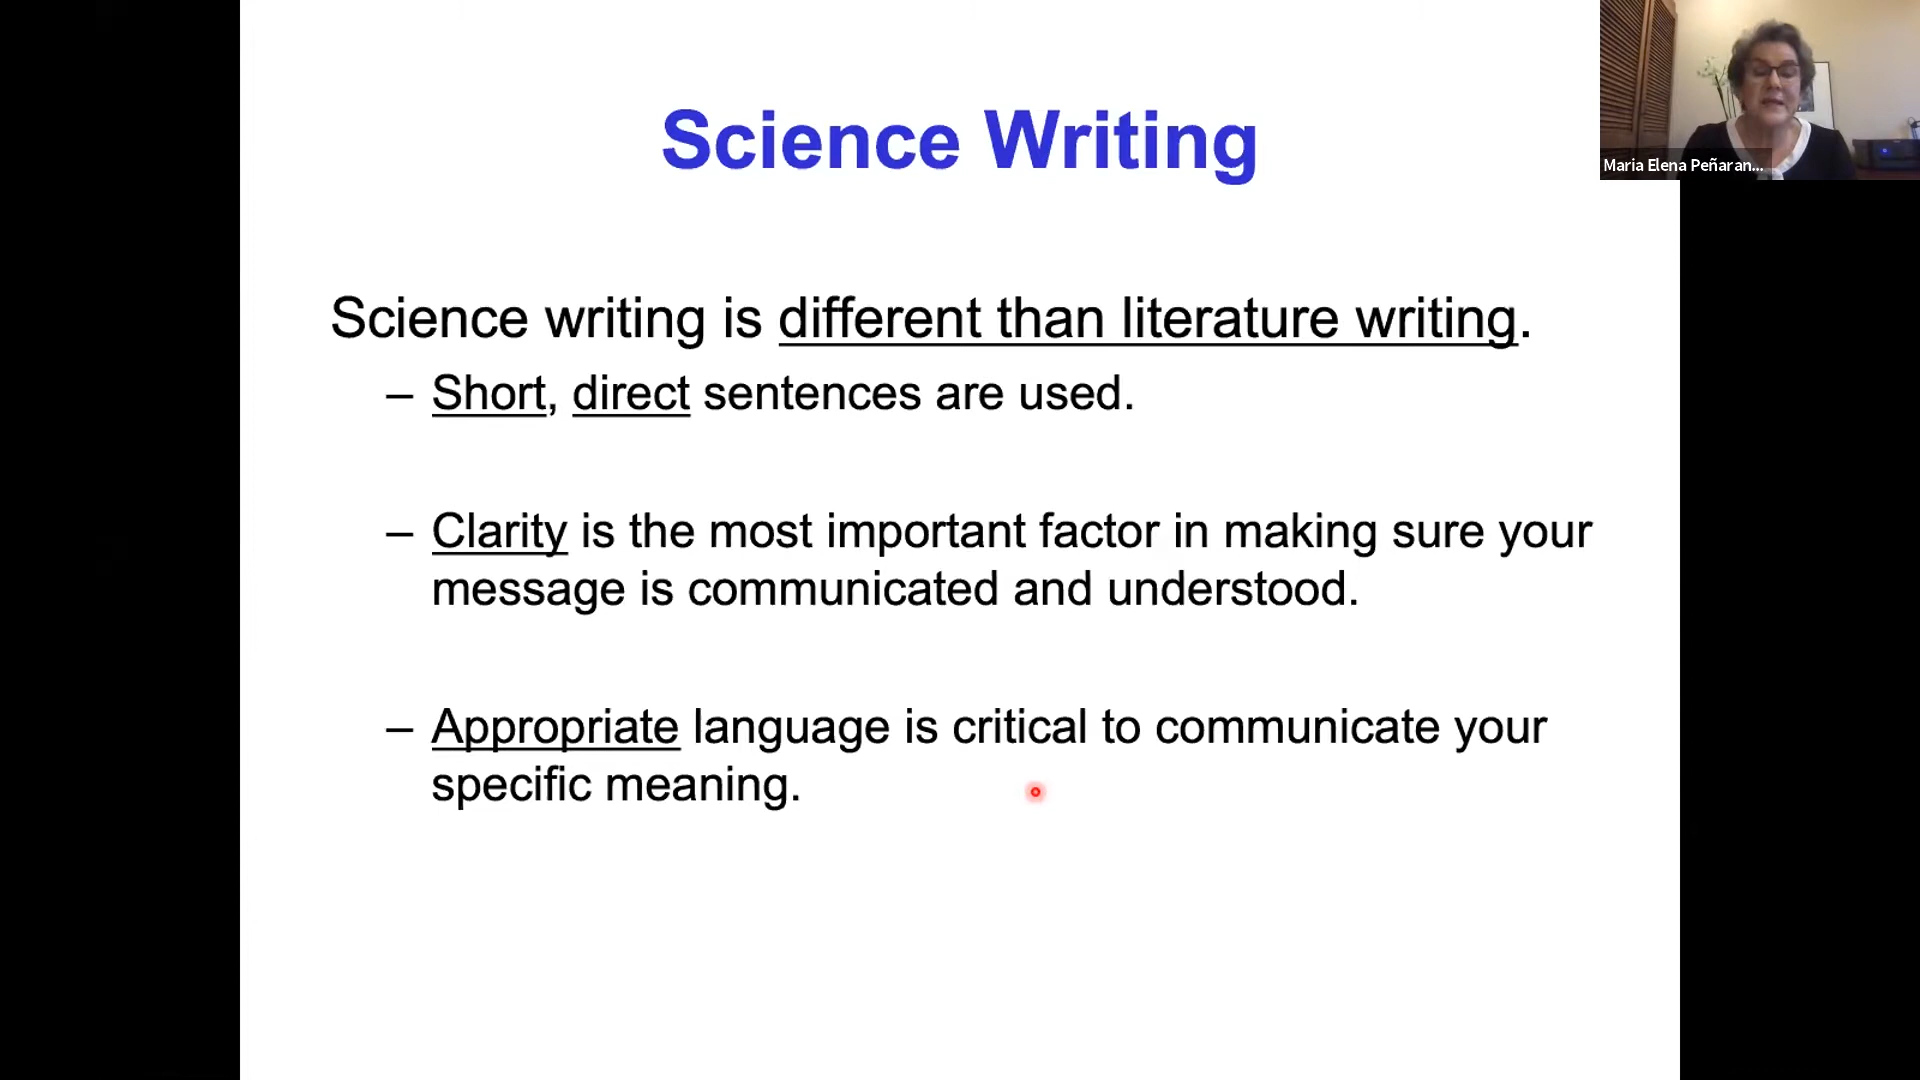 Science Writing
Maria Elena Peñaran...
Science writing is different than literature writing.
– Short, direct sentences are used.
– Clarity is the most important factor in making sure your
message is communicated and understood.
– Appropriate language is critical to communicate your
specific meaning.